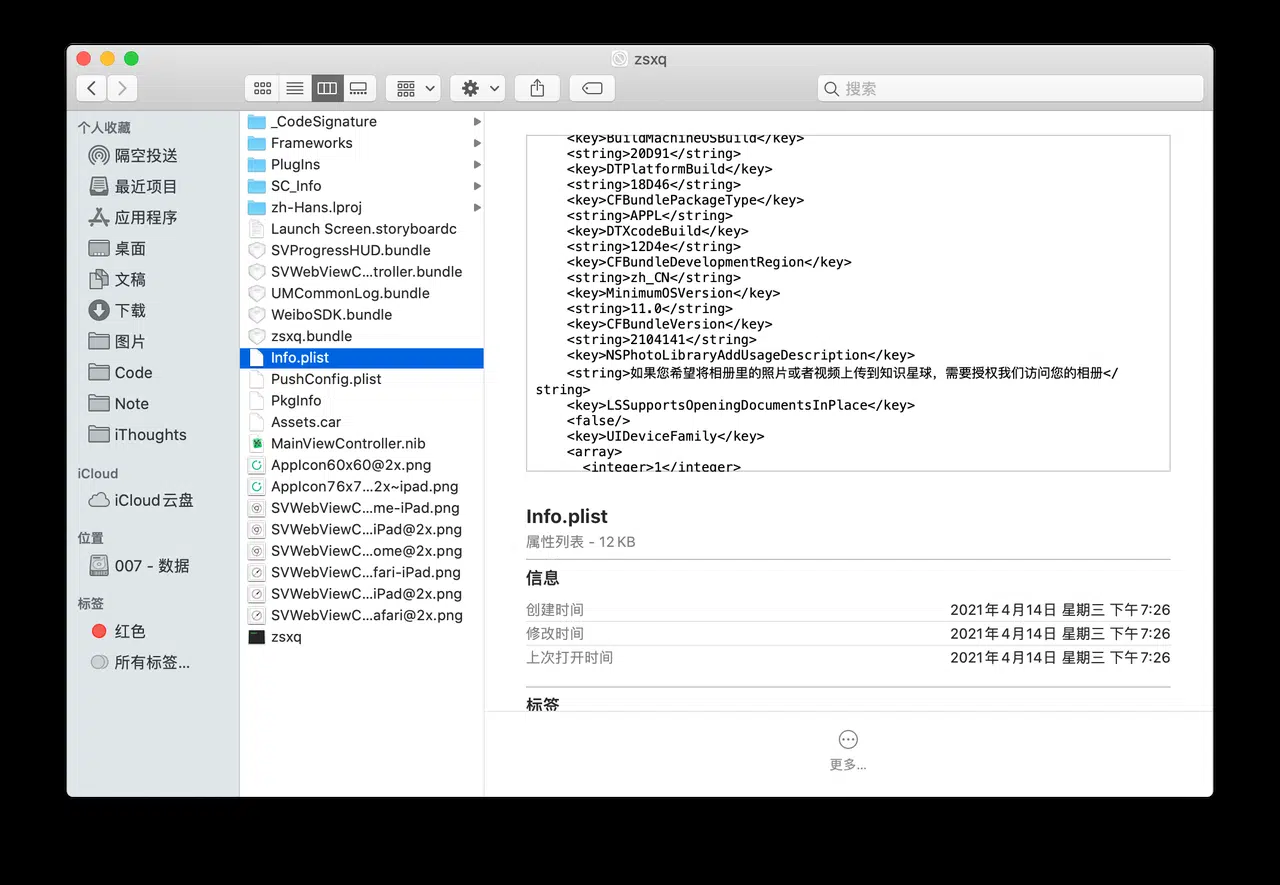 zsxq
搜索
个人收藏
隔空投送
最近项目
应用程序
桌面
文稿
下载
图片
Code
Note
iThoughts
iCloud
iCloud 云盘
位置
007 - 数据
标签
红色
所有标签...
_CodeSignature
Frameworks
PlugIns
SC_Info
zh-Hans.lproj
Launch Screen.storyboardc
SVProgressHUD.bundle
SVWebViewC...troller.bundle
UMCommonLog.bundle
WeiboSDK.bundle
zsxq.bundle
Info.plist
PushConfig.plist
PkgInfo
Assets.car
MainViewController.nib
AppIcon60x60@2x.png
AppIcon76x7...2x~ipad.png
SVWebViewC...me-iPad.png
SVWebViewC...iPad@2x.png
SVWebViewC...ome@2x.png
SVWebViewC...fari-iPad.png
SVWebViewC...iPad@2x.png
SVWebViewC...afari@2x.png
zsxq
<key>BuildMachineOSBuild</key>
<string>20D91</string>
<key>DTPlatformBuild</key>
<string>18D46</string>
<key>CFBundlePackageType</key>
<string>APPL</string>
<key>DTXcodeBuild</key>
<string>12D4e</string>
<key>CFBundleDevelopmentRegion</key>
<string>zh_CN</string>
<key>MinimumOSVersion</key>
<string>11.0</string>
<key>CFBundleVersion</key>
<string>2104141</string>
<key>NSPhotoLibraryAddUsageDescription</key>
<string>如果您希望将相册里的照片或者视频上传到知识星球，需要授权我们访问您的相册</
string>
<key>LSSupportsOpeningDocumentsInPlace</key>
<false/>
<key>UIDeviceFamily</key>
<array>
<integer>1</integer>
Info.plist
属性列表 - 12 KB
信息
创建时间 2021年4月14日 星期三 下午7:26
修改时间 2021年4月14日 星期三 下午7:26
上次打开时间 2021年4月14日 星期三 下午7:26
标签
更多...